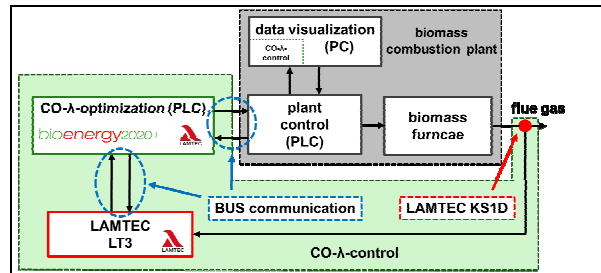 data visualization
(PC)
CO-λ-
control
biomass
combustion plant
CO-λ-optimization (PLC)
bioenergy2020+
LAMTEC
plant
control
(PLC)
biomass
furncae
flue gas
BUS communication
LAMTEC KS1D
LAMTEC
LT3
LAMTEC
CO-λ-control